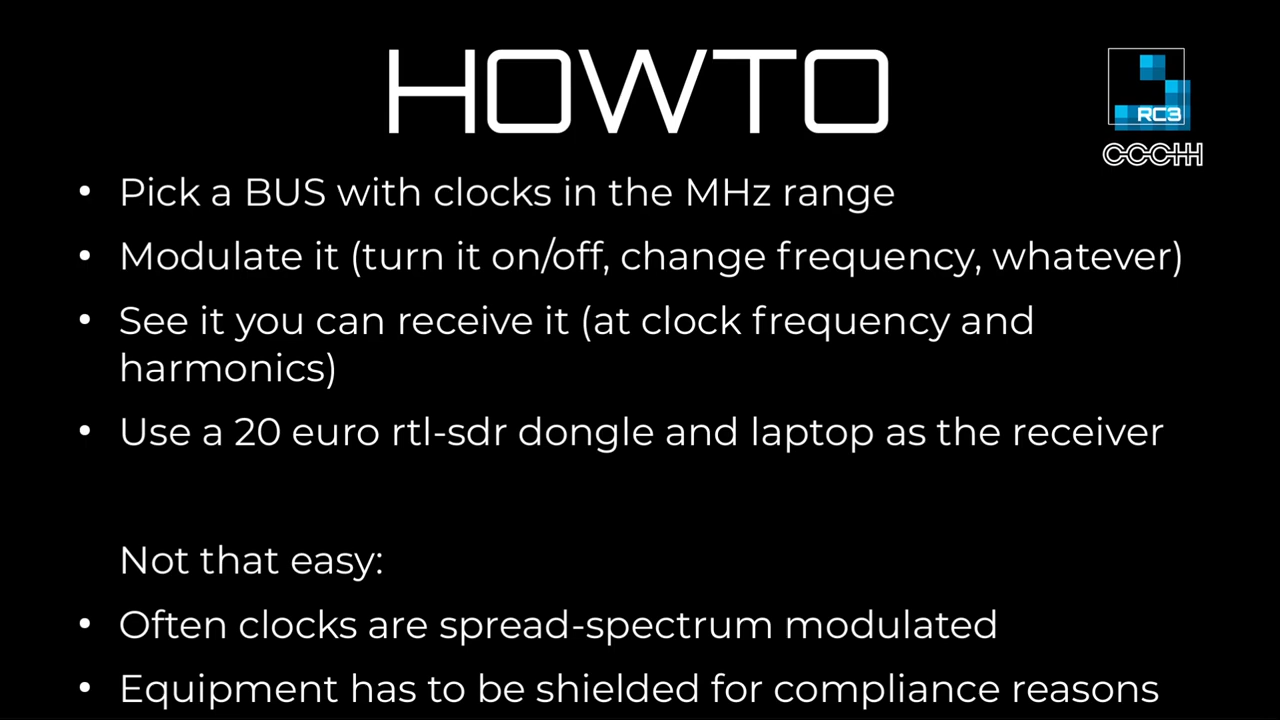 HOWTO
RC3
CCCHH
• Pick a BUS with clocks in the MHz range
• Modulate it (turn it on/off, change frequency, whatever)
• See it you can receive it (at clock frequency and
harmonics)
• Use a 20 euro rtl-sdr dongle and laptop as the receiver
Not that easy:
• Often clocks are spread-spectrum modulated
• Equipment has to be shielded for compliance reasons